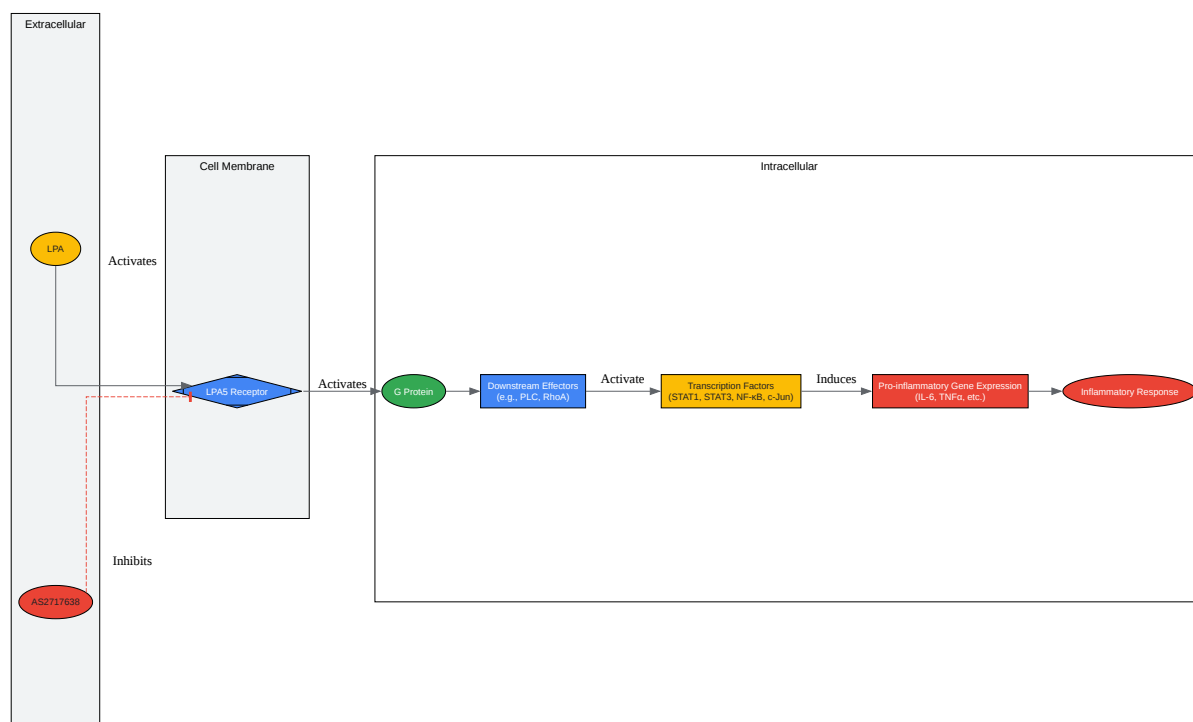 Extracellular
Cell Membrane
Intracellular
LPA
Activates
LPA5 Receptor
Activates
G Protein
Downstream Effectors
(e.g., PLC, RhoA)
Activate
Transcription Factors
(STAT1, STAT3, NF-κB, c-Jun)
Induces
Pro-inflammatory Gene Expression
(IL-6, TNFα, etc.)
Inflammatory Response
Inhibits
AS2717638